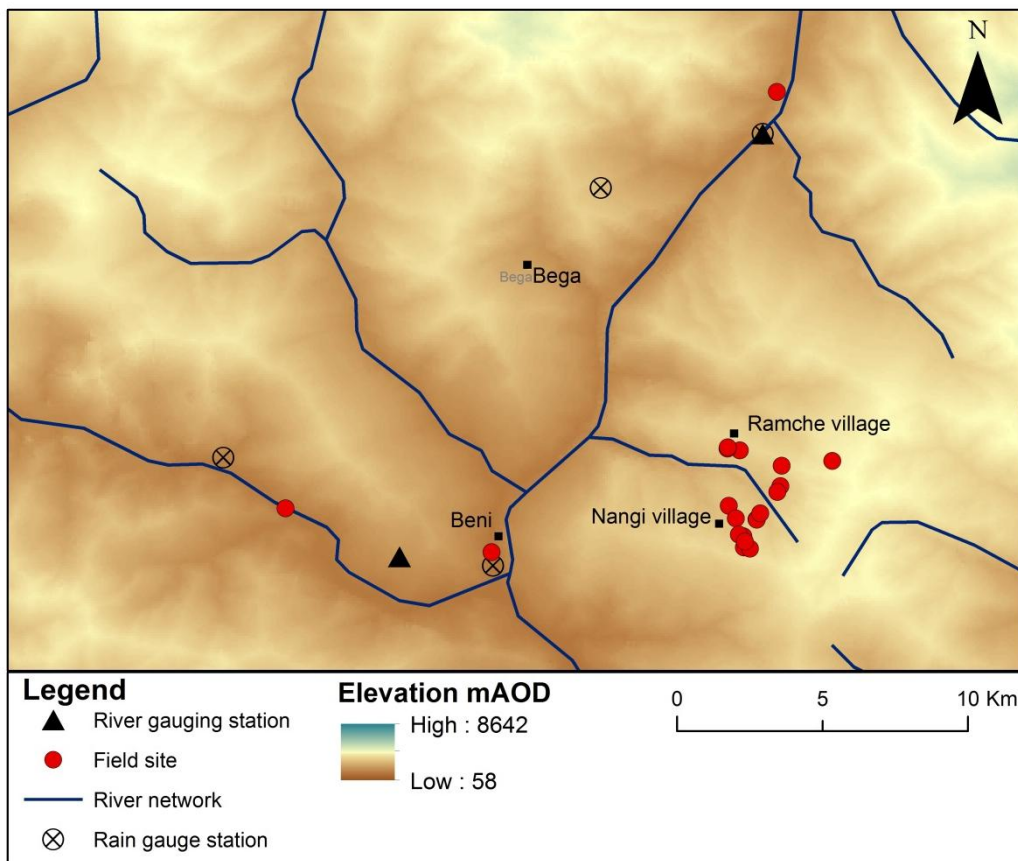 N
Bega Bega
Ramche village
Nangi village
Beni
Legend
River gauging station
Field site
River network
Rain gauge station
Elevation mAOD
High : 8642
Low : 58
0 5 10 Km